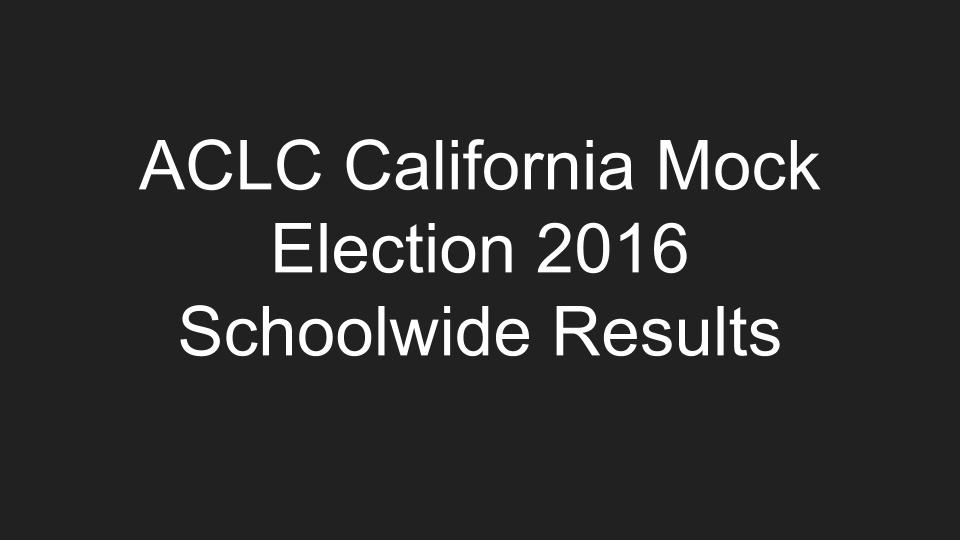 ACLC California Mock
Election 2016
Schoolwide Results